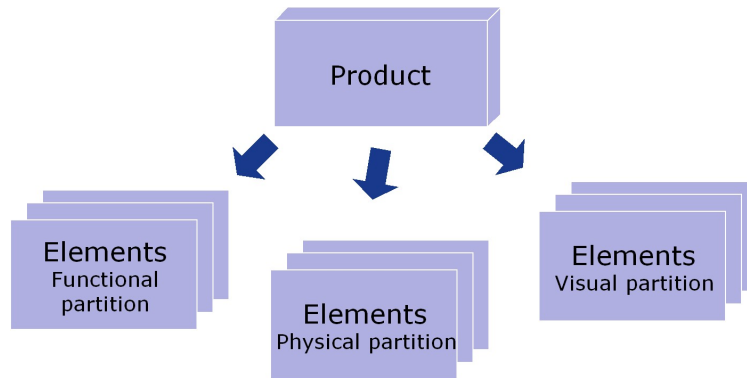 Product
Elements
Functional
partition
Elements
Physical partition
Elements
Visual partition